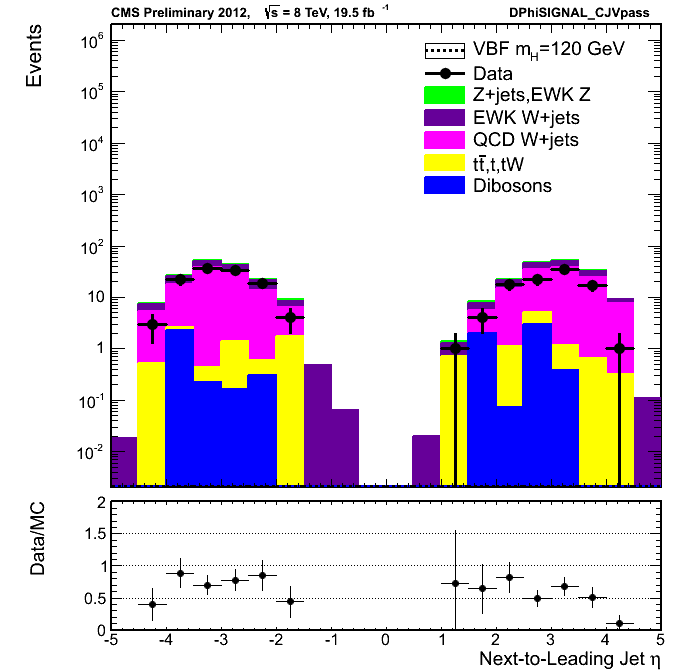 CMS Preliminary 2012, √s = 8 TeV, 19.5 fb⁻¹ DPhiSIGNAL_CJVpass
Events
10⁶
10⁵
10⁴
10³
10²
10
1
10⁻¹
10⁻²
VBF m_H=120 GeV
Data
Z+jets,EWK Z
EWK W+jets
QCD W+jets
tt̄,t,tW
Dibosons
Data/MC
2
1.5
1
0.5
0
-5 -4 -3 -2 -1 0 1 2 3 4 5
Next-to-Leading Jet η